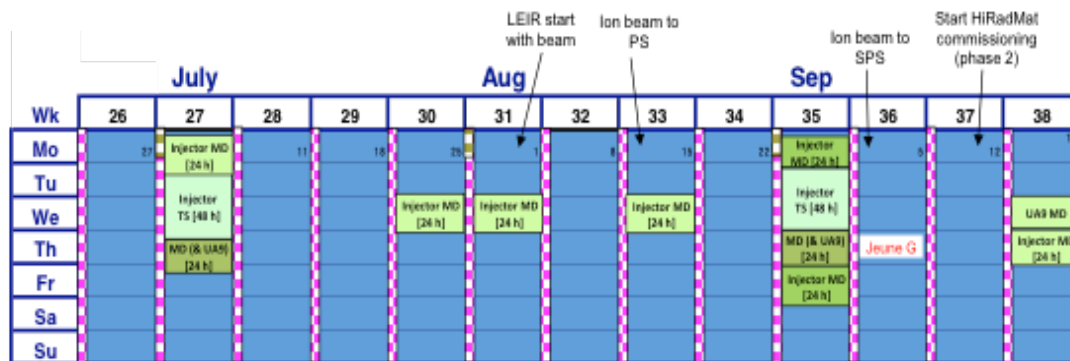 LEIR start
with beam
Ion beam to
PS
Ion beam to
SPS
Start HiRadMat
commissioning
(phase 2)
July
Aug
Sep
Wk 26 27 28 29 30 31 32 33 34 35 36 37 38
Mo
27
11
18
25
1
8
15
22
5
12
Injector MD
[24 h]
Injector
MD [24 h]
Tu
Injector
TS [48 h]
Injector
TS [48 h]
We
Injector MD
[24 h]
Injector MD
[24 h]
Injector MD
[24 h]
UA9 MD
Th
MD (& UA9)
[24 h]
MD (& UA9)
[24 h]
Jeune G
Injector MD
[24 h]
Fr
Injector MD
[24 h]
Sa
Su